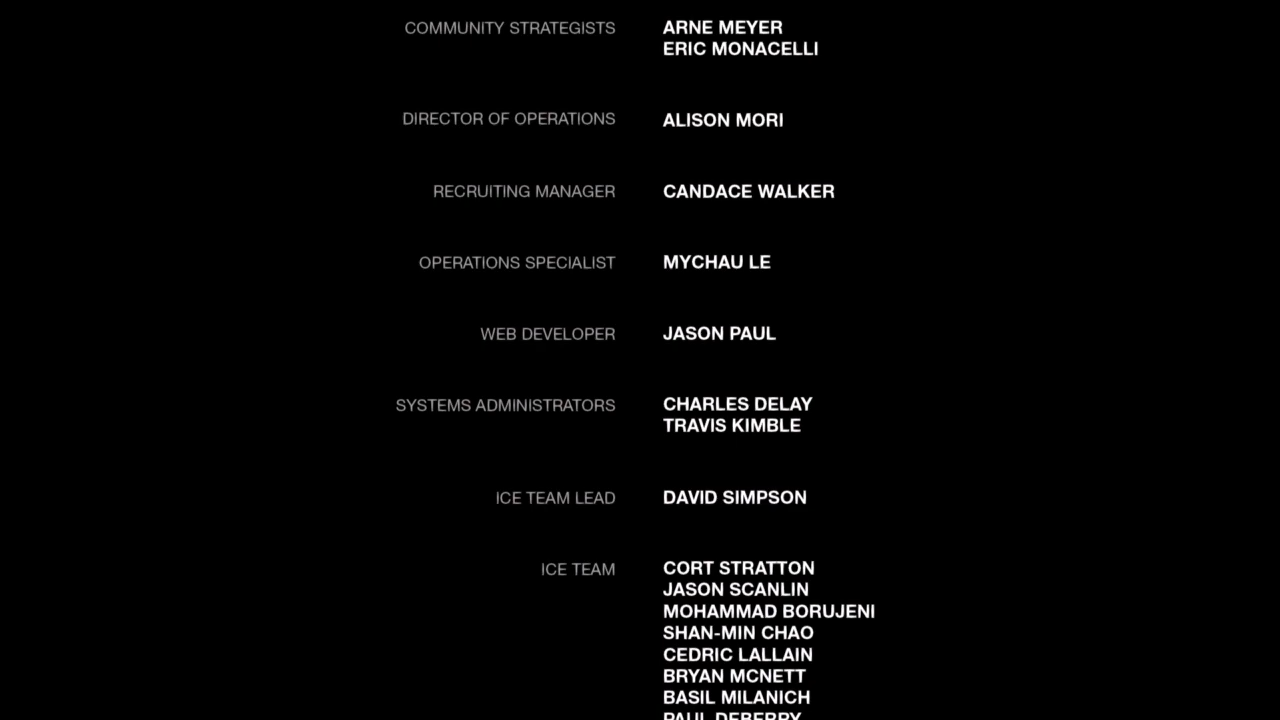 COMMUNITY STRATEGISTS ARNE MEYER
ERIC MONACELLI
DIRECTOR OF OPERATIONS ALISON MORI
RECRUITING MANAGER CANDACE WALKER
OPERATIONS SPECIALIST MYCHAU LE
WEB DEVELOPER JASON PAUL
SYSTEMS ADMINISTRATORS CHARLES DELAY
TRAVIS KIMBLE
ICE TEAM LEAD DAVID SIMPSON
ICE TEAM CORT STRATTON
JASON SCANLIN
MOHAMMAD BORUJENI
SHAN-MIN CHAO
CEDRIC LALLAIN
BRYAN MCNETT
BASIL MILANICH
PAUL DEBERRY